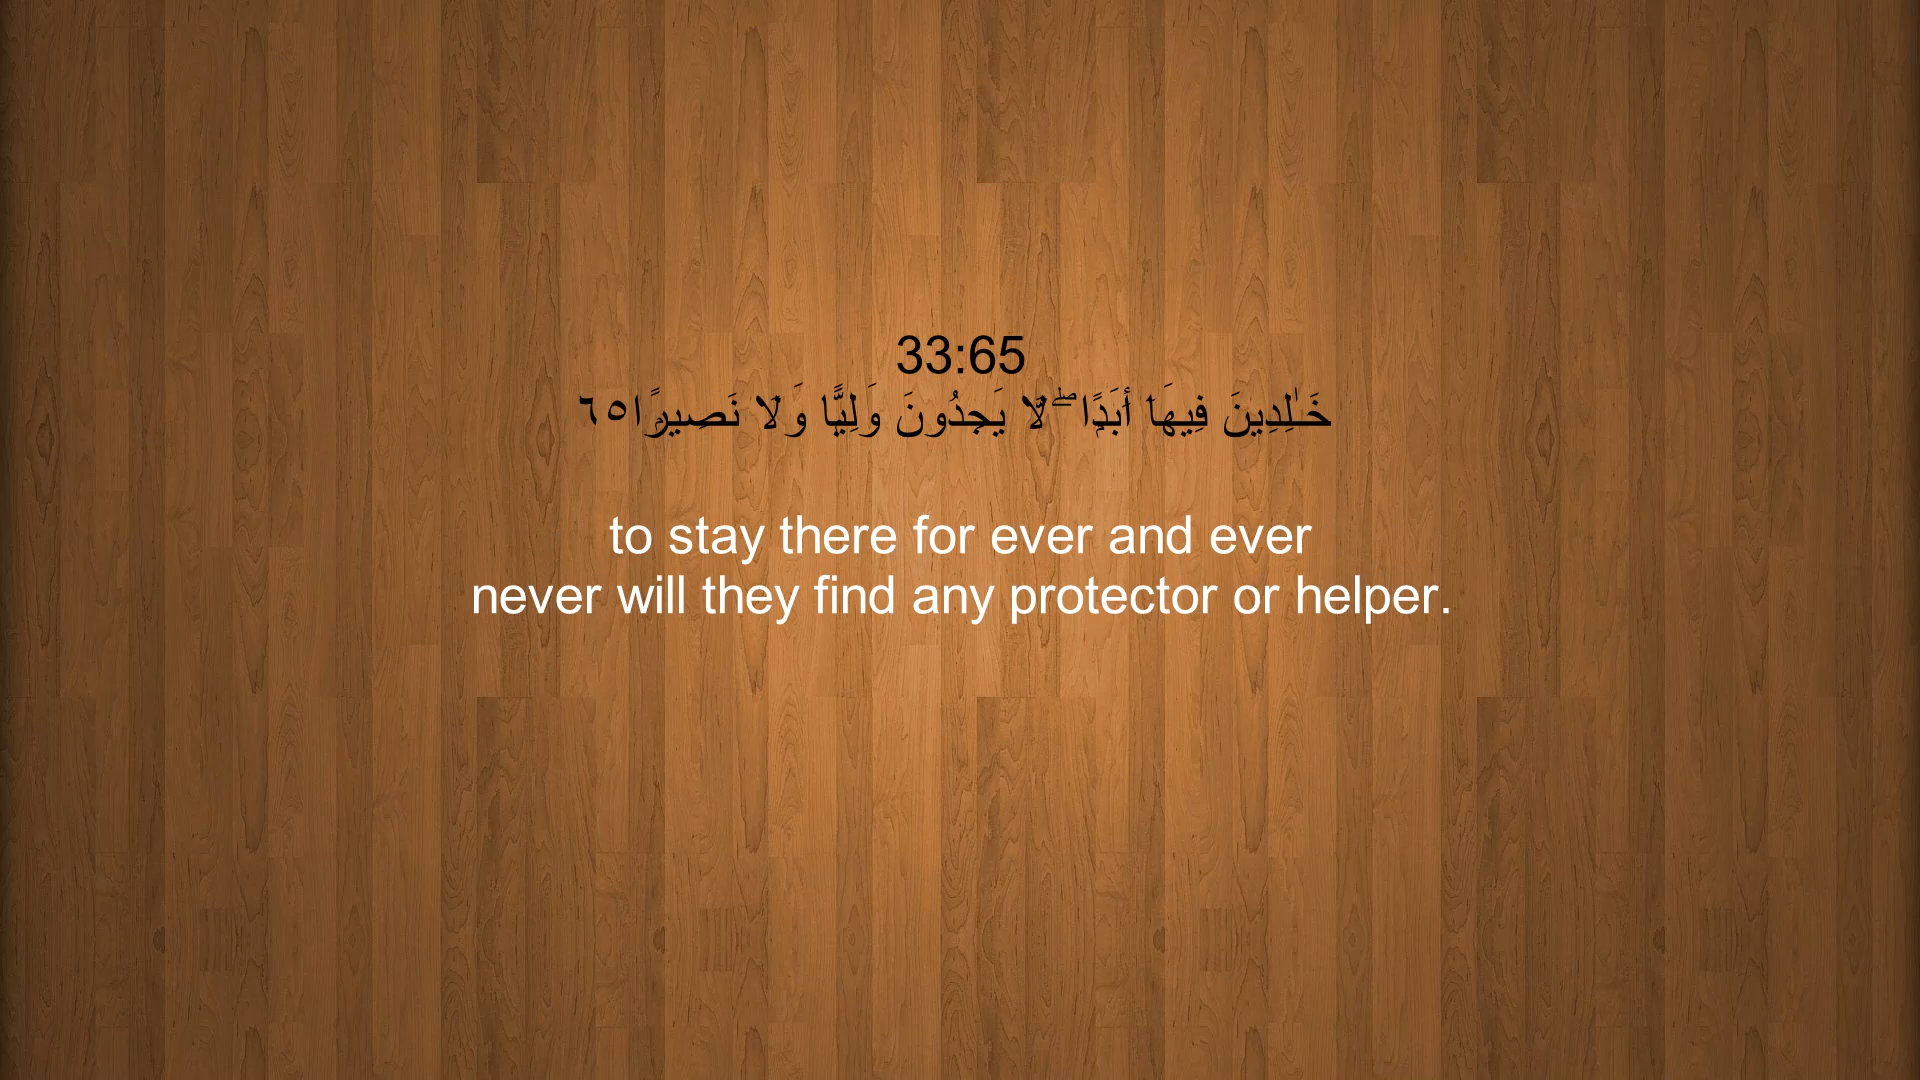 33:65
خَـٰلِدِينَ فِيهَآ أَبَدًۭا ۖ لَّا يَجِدُونَ وَلِيًّۭا وَلَا نَصِيرًۭا ٦٥
to stay there for ever and ever
never will they find any protector or helper.